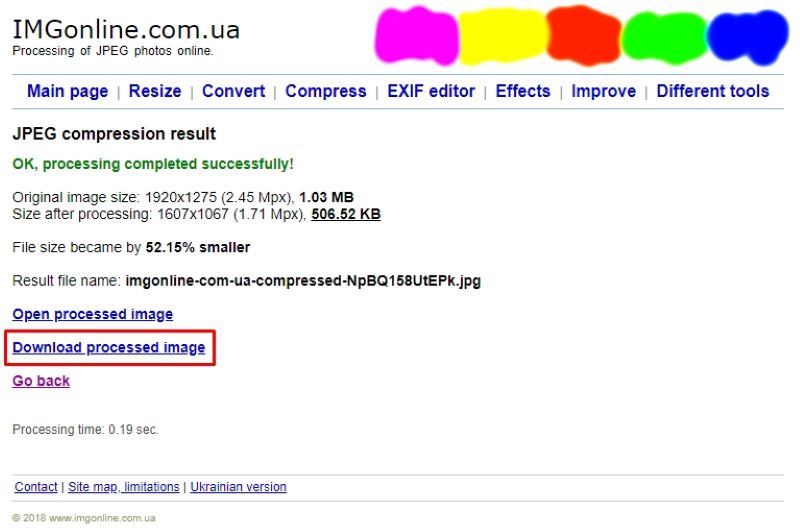 IMGonline.com.ua
Processing of JPEG photos online.
Main page | Resize | Convert | Compress | EXIF editor | Effects | Improve | Different tools
JPEG compression result
OK, processing completed successfully!
Original image size: 1920x1275 (2.45 Mpx), 1.03 MB
Size after processing: 1607x1067 (1.71 Mpx), 506.52 KB
File size became by 52.15% smaller
Result file name: imgonline-com-ua-compressed-NpBQ158UtEPk.jpg
Open processed image
Download processed image
Go back
Processing time: 0.19 sec.
Contact | Site map, limitations | Ukrainian version
© 2018 www.imgonline.com.ua